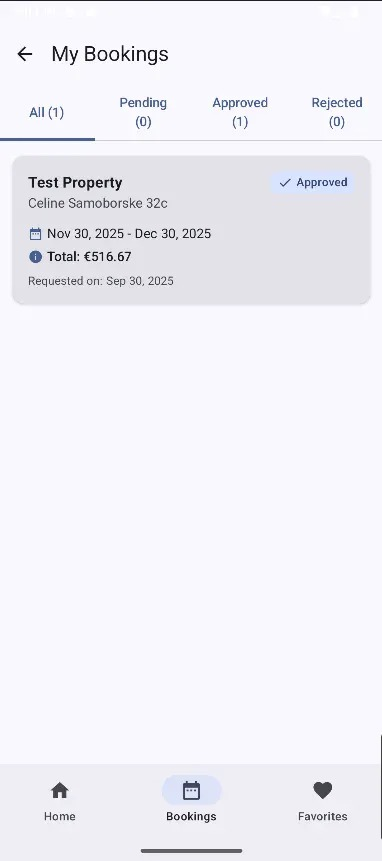 My Bookings
All (1)
Pending
(0)
Approved
(1)
Rejected
(0)
Test Property
Approved
Celine Samoborske 32c
Nov 30, 2025 - Dec 30, 2025
Total: €516.67
Requested on: Sep 30, 2025
Home
Bookings
Favorites